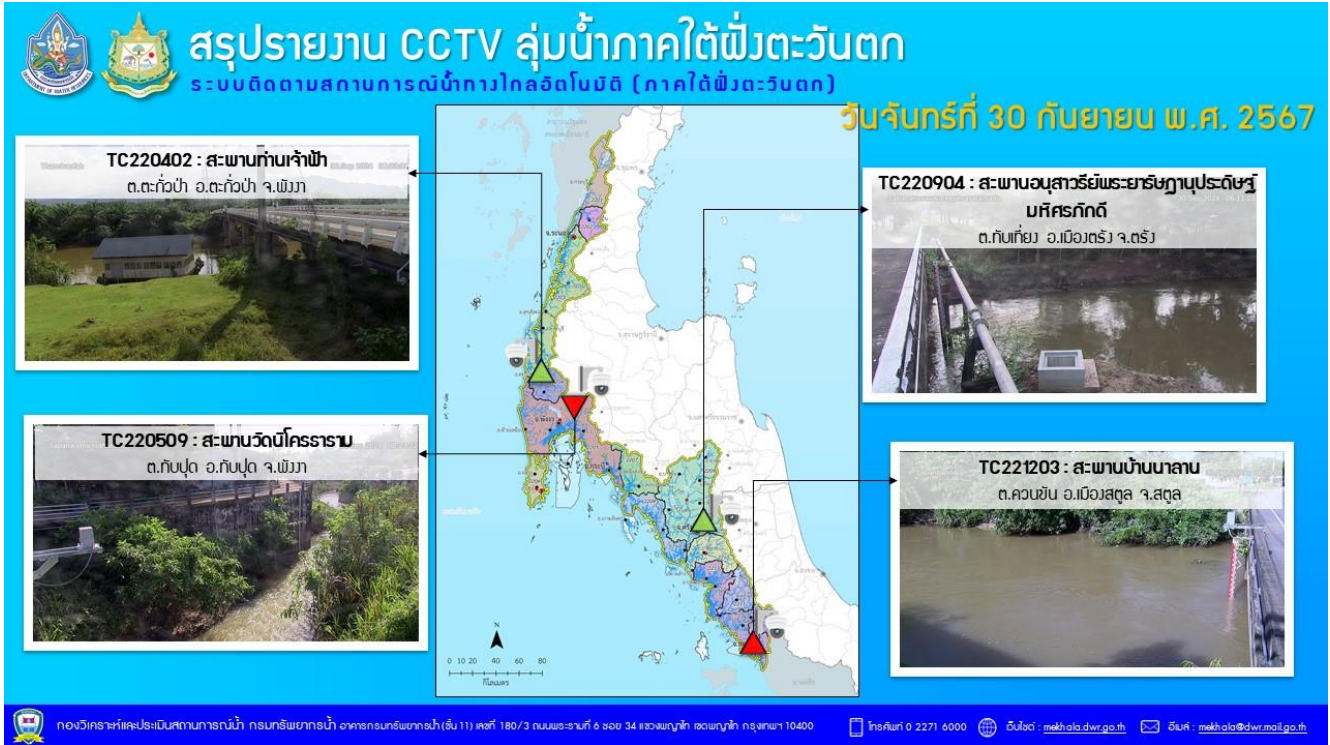 สรุปรายงาน CCTV ลุ่มน้ำภาคใต้ฝั่งตะวันตก
ระบบติดตามสถานการณ์น้ำทางไกลอัตโนมัติ (ภาคใต้ฝั่งตะวันตก)
วันจันทร์ที่ 30 กันยายน พ.ศ. 2567
TC220402 : สะพานท่านเจ้าฟ้า
ต.ตะกั่วป่า อ.ตะกั่วป่า จ.พังงา
TC220904 : สะพานอนุสาวรีย์พระยารัษฎานุประดิษฐ์
มหิศรภักดี
ต.ทับเที่ยง อ.เมืองตรัง จ.ตรัง
TC220509 : สะพานวัดนิโครธาราม
ต.ทับปุด อ.ทับปุด จ.พังงา
TC221203 : สะพานบ้านนาลาน
ต.ควนขัน อ.เมืองสตูล จ.สตูล
N
0 10 20 40 60 80
กิโลเมตร
กองวิเคราะห์และประเมินสถานการณ์น้ำ กรมทรัพยากรน้ำ อาคารกรมทรัพยากรน้ำ (ชั้น 11) เลขที่ 180/3 ถนนพระรามที่ 6 ซอย 34 แขวงพญาไท เขตพญาไท กรุงเทพฯ 10400 โทรศัพท์ 0 2271 6000 เว็บไซต์ : mekhala.dwr.go.th อีเมล์ : mekhala@dwr.mail.go.th